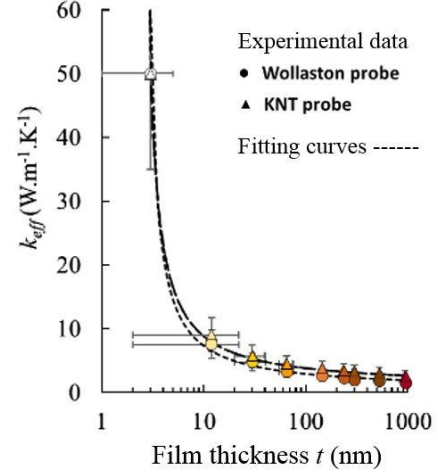 60
50
40
30
20
10
0
k_eff (W.m-1.K-1)
Experimental data
Wollaston probe
KNT probe
Fitting curves ------
1 10 100 1000
Film thickness t (nm)